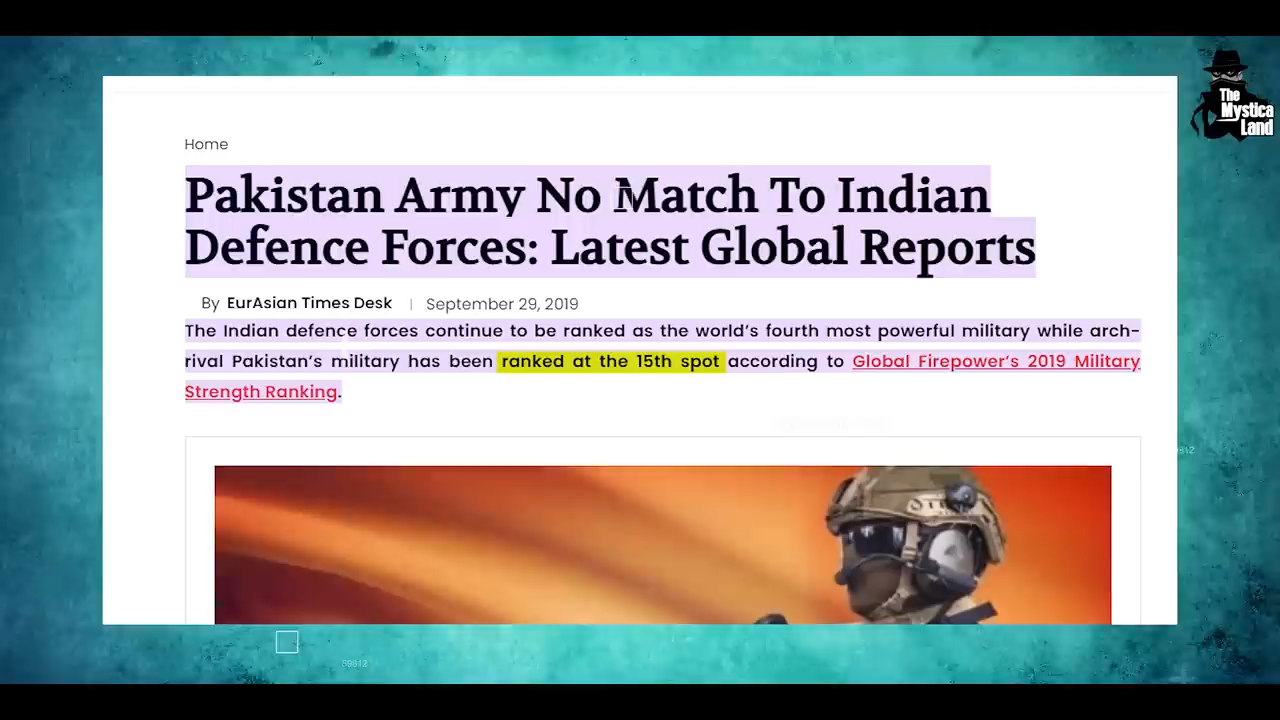 The
Mystica
Land
Home
Pakistan Army No Match To Indian
Defence Forces: Latest Global Reports
By EurAsian Times Desk | September 29, 2019
The Indian defence forces continue to be ranked as the world's fourth most powerful military while arch-
rival Pakistan's military has been ranked at the 15th spot according to Global Firepower's 2019 Military
Strength Ranking.
59812